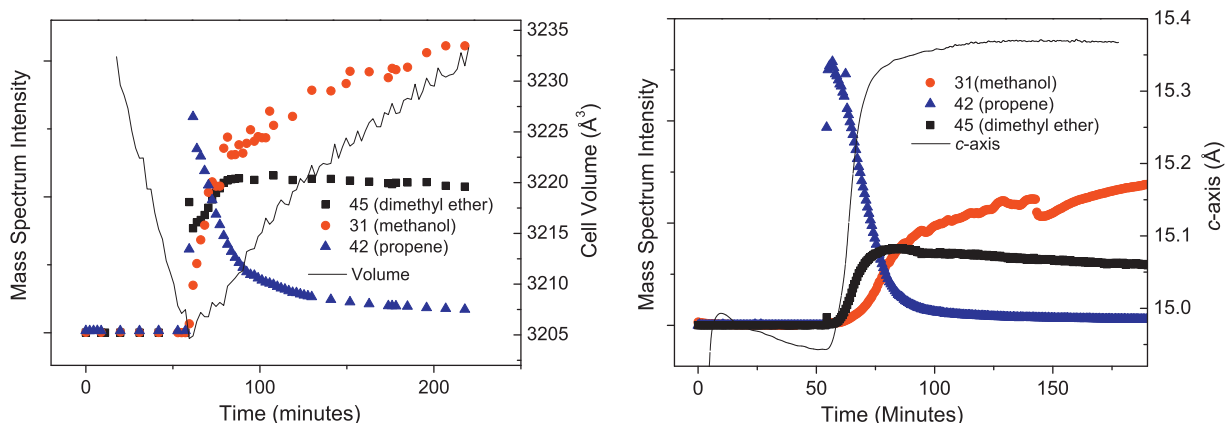 Mass Spectrum Intensity
45 (dimethyl ether)
31 (methanol)
42 (propene)
Volume
0
100
200
Time (minutes)
3235
3230
3225
3220
3215
3210
3205
Cell Volume (Å³)
Mass Spectrum Intensity
31(methanol)
42 (propene)
45 (dimethyl ether)
c-axis
0
50
100
150
Time (Minutes)
15.4
15.3
15.2
15.1
15.0
c-axis (Å)